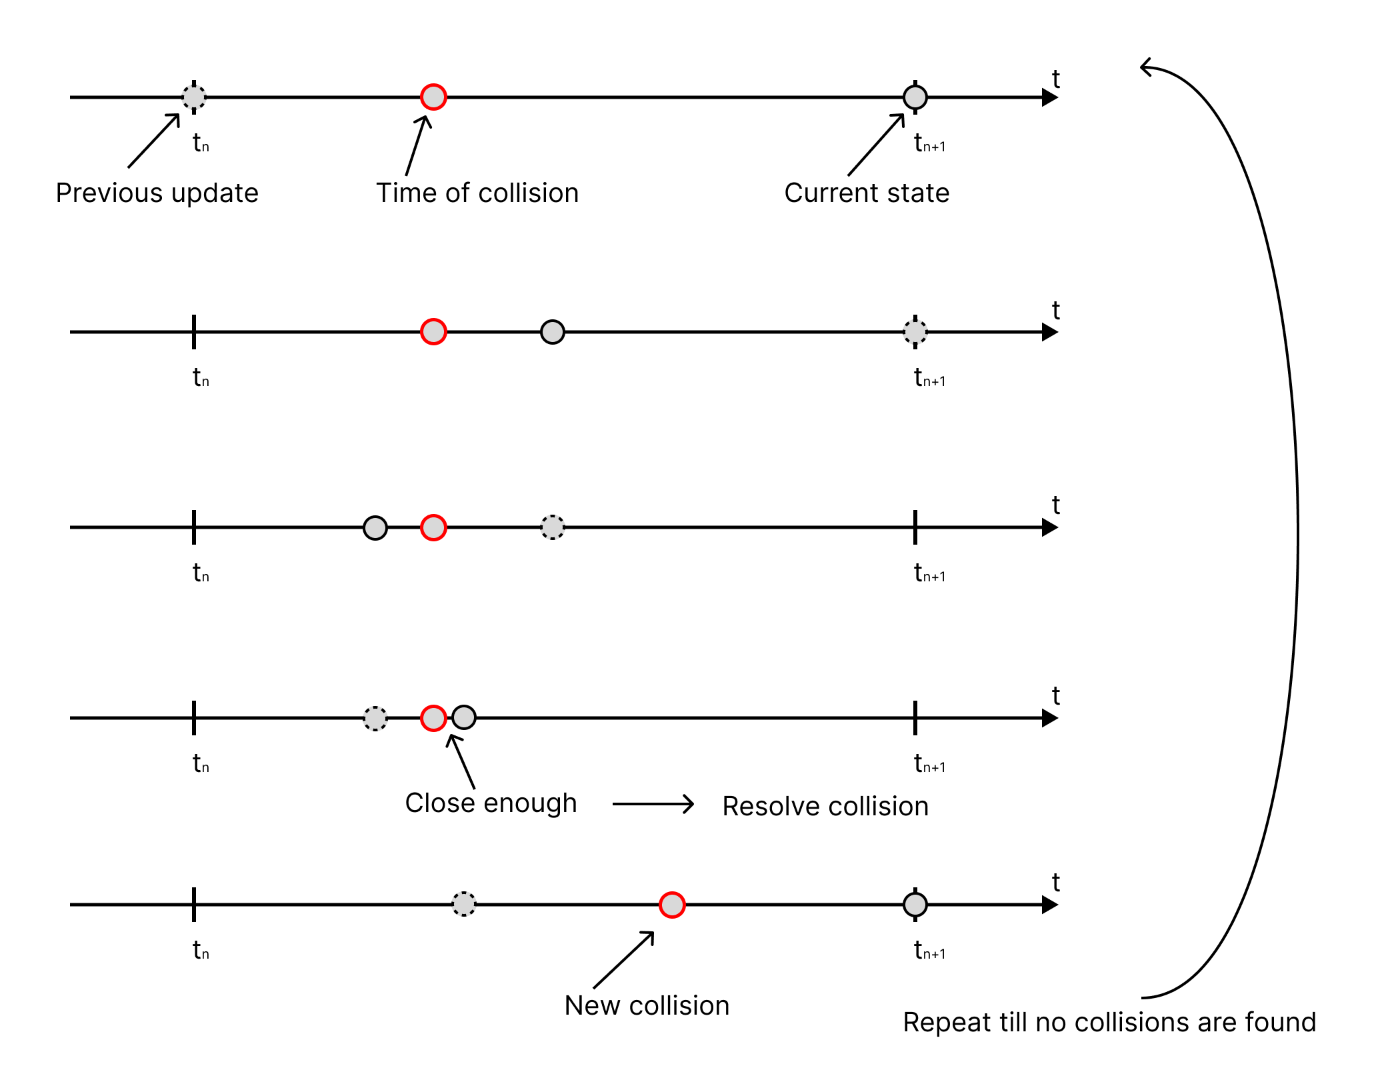 t
tₙ
tₙ₊₁
Previous update
Time of collision
Current state
t
tₙ
tₙ₊₁
t
tₙ
tₙ₊₁
t
tₙ
tₙ₊₁
Close enough
Resolve collision
t
tₙ
tₙ₊₁
New collision
Repeat till no collisions are found